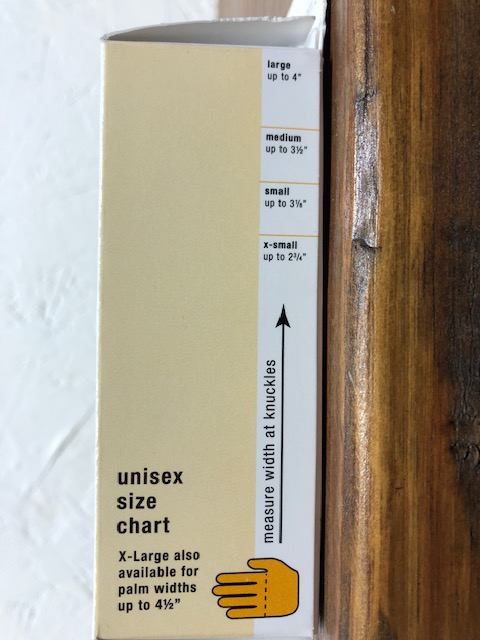 large
up to 4"
medium
up to 3½"
small
up to 3⅛"
x-small
up to 2¾"
measure width at knuckles
unisex
size
chart
X-Large also
available for
palm widths
up to 4½"